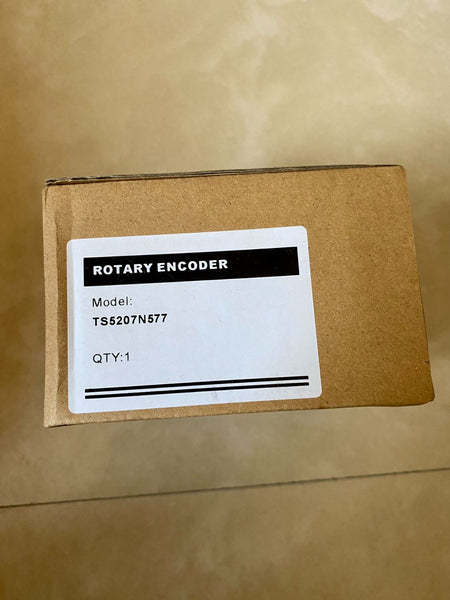 ROTARY ENCODER
Model:
TS5207N577
QTY:1